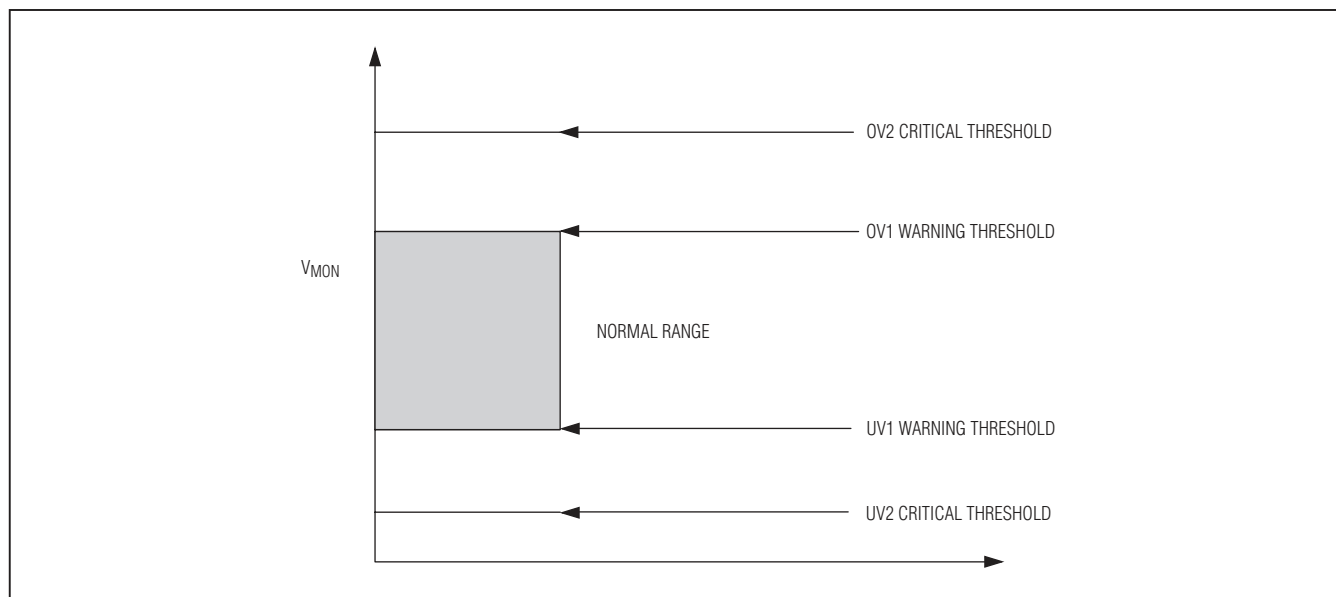 OV2 CRITICAL THRESHOLD
OV1 WARNING THRESHOLD
VMON
NORMAL RANGE
UV1 WARNING THRESHOLD
UV2 CRITICAL THRESHOLD